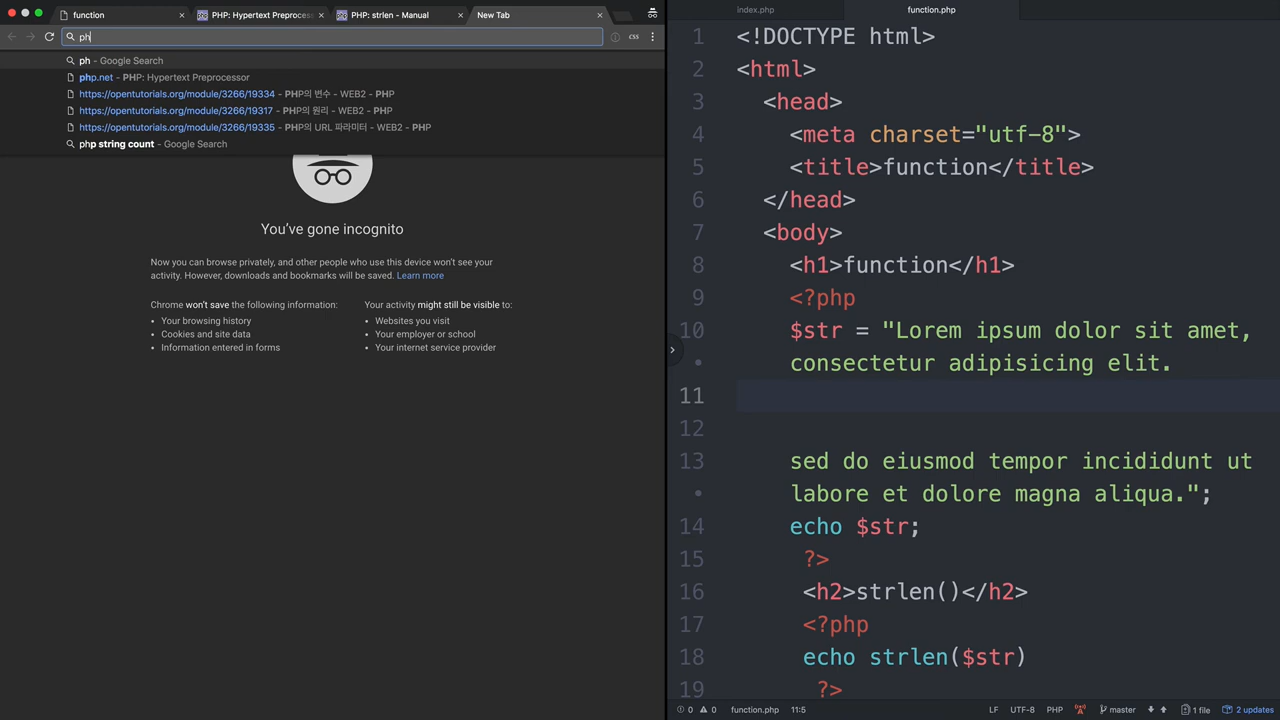 function
PHP: Hypertext Preprocess
PHP: strlen - Manual
New Tab
ph
css
ph - Google Search
php.net - PHP: Hypertext Preprocessor
https://opentutorials.org/module/3266/19334 - PHP의 변수 - WEB2 - PHP
https://opentutorials.org/module/3266/19317 - PHP의 원리 - WEB2 - PHP
https://opentutorials.org/module/3266/19335 - PHP의 URL 파라미터 - WEB2 - PHP
php string count - Google Search
You've gone incognito
Now you can browse privately, and other people who use this device won't see your
activity. However, downloads and bookmarks will be saved. Learn more
Chrome won't save the following information:
• Your browsing history
• Cookies and site data
• Information entered in forms
Your activity might still be visible to:
• Websites you visit
• Your employer or school
• Your internet service provider
index.php
function.php
1 <!DOCTYPE html>
2 <html>
3 <head>
4 <meta charset="utf-8">
5 <title>function</title>
6 </head>
7 <body>
8 <h1>function</h1>
9 <?php
10 $str = "Lorem ipsum dolor sit amet,
• consectetur adipisicing elit.
11
12
13 sed do eiusmod tempor incididunt ut
• labore et dolore magna aliqua.";
14 echo $str;
15 ?>
16 <h2>strlen()</h2>
17 <?php
18 echo strlen($str)
19 ?>
0 0 function.php 11:5
LF UTF-8 PHP master 1 file 2 updates